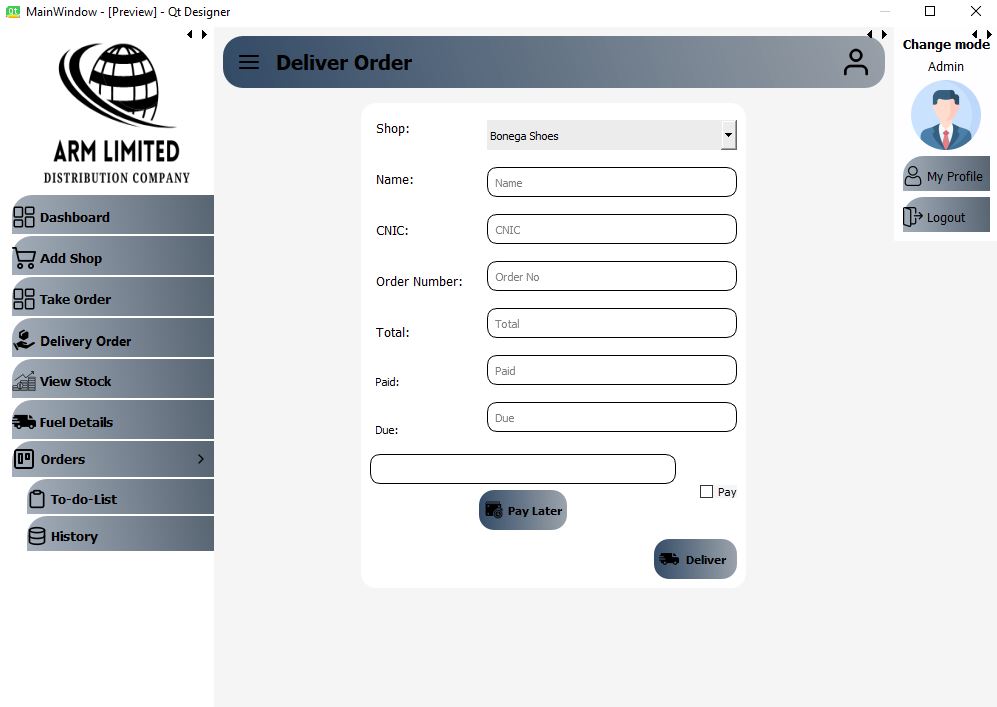 MainWindow - [Preview] - Qt Designer
ARM LIMITED
DISTRIBUTION COMPANY
Dashboard
Add Shop
Take Order
Delivery Order
View Stock
Fuel Details
Orders
To-do-List
History
Deliver Order
Shop:
Bonega Shoes
Name:
Name
CNIC:
CNIC
Order Number:
Order No
Total:
Total
Paid:
Paid
Due:
Due
Pay
Pay Later
Deliver
Change mode
Admin
My Profile
Logout